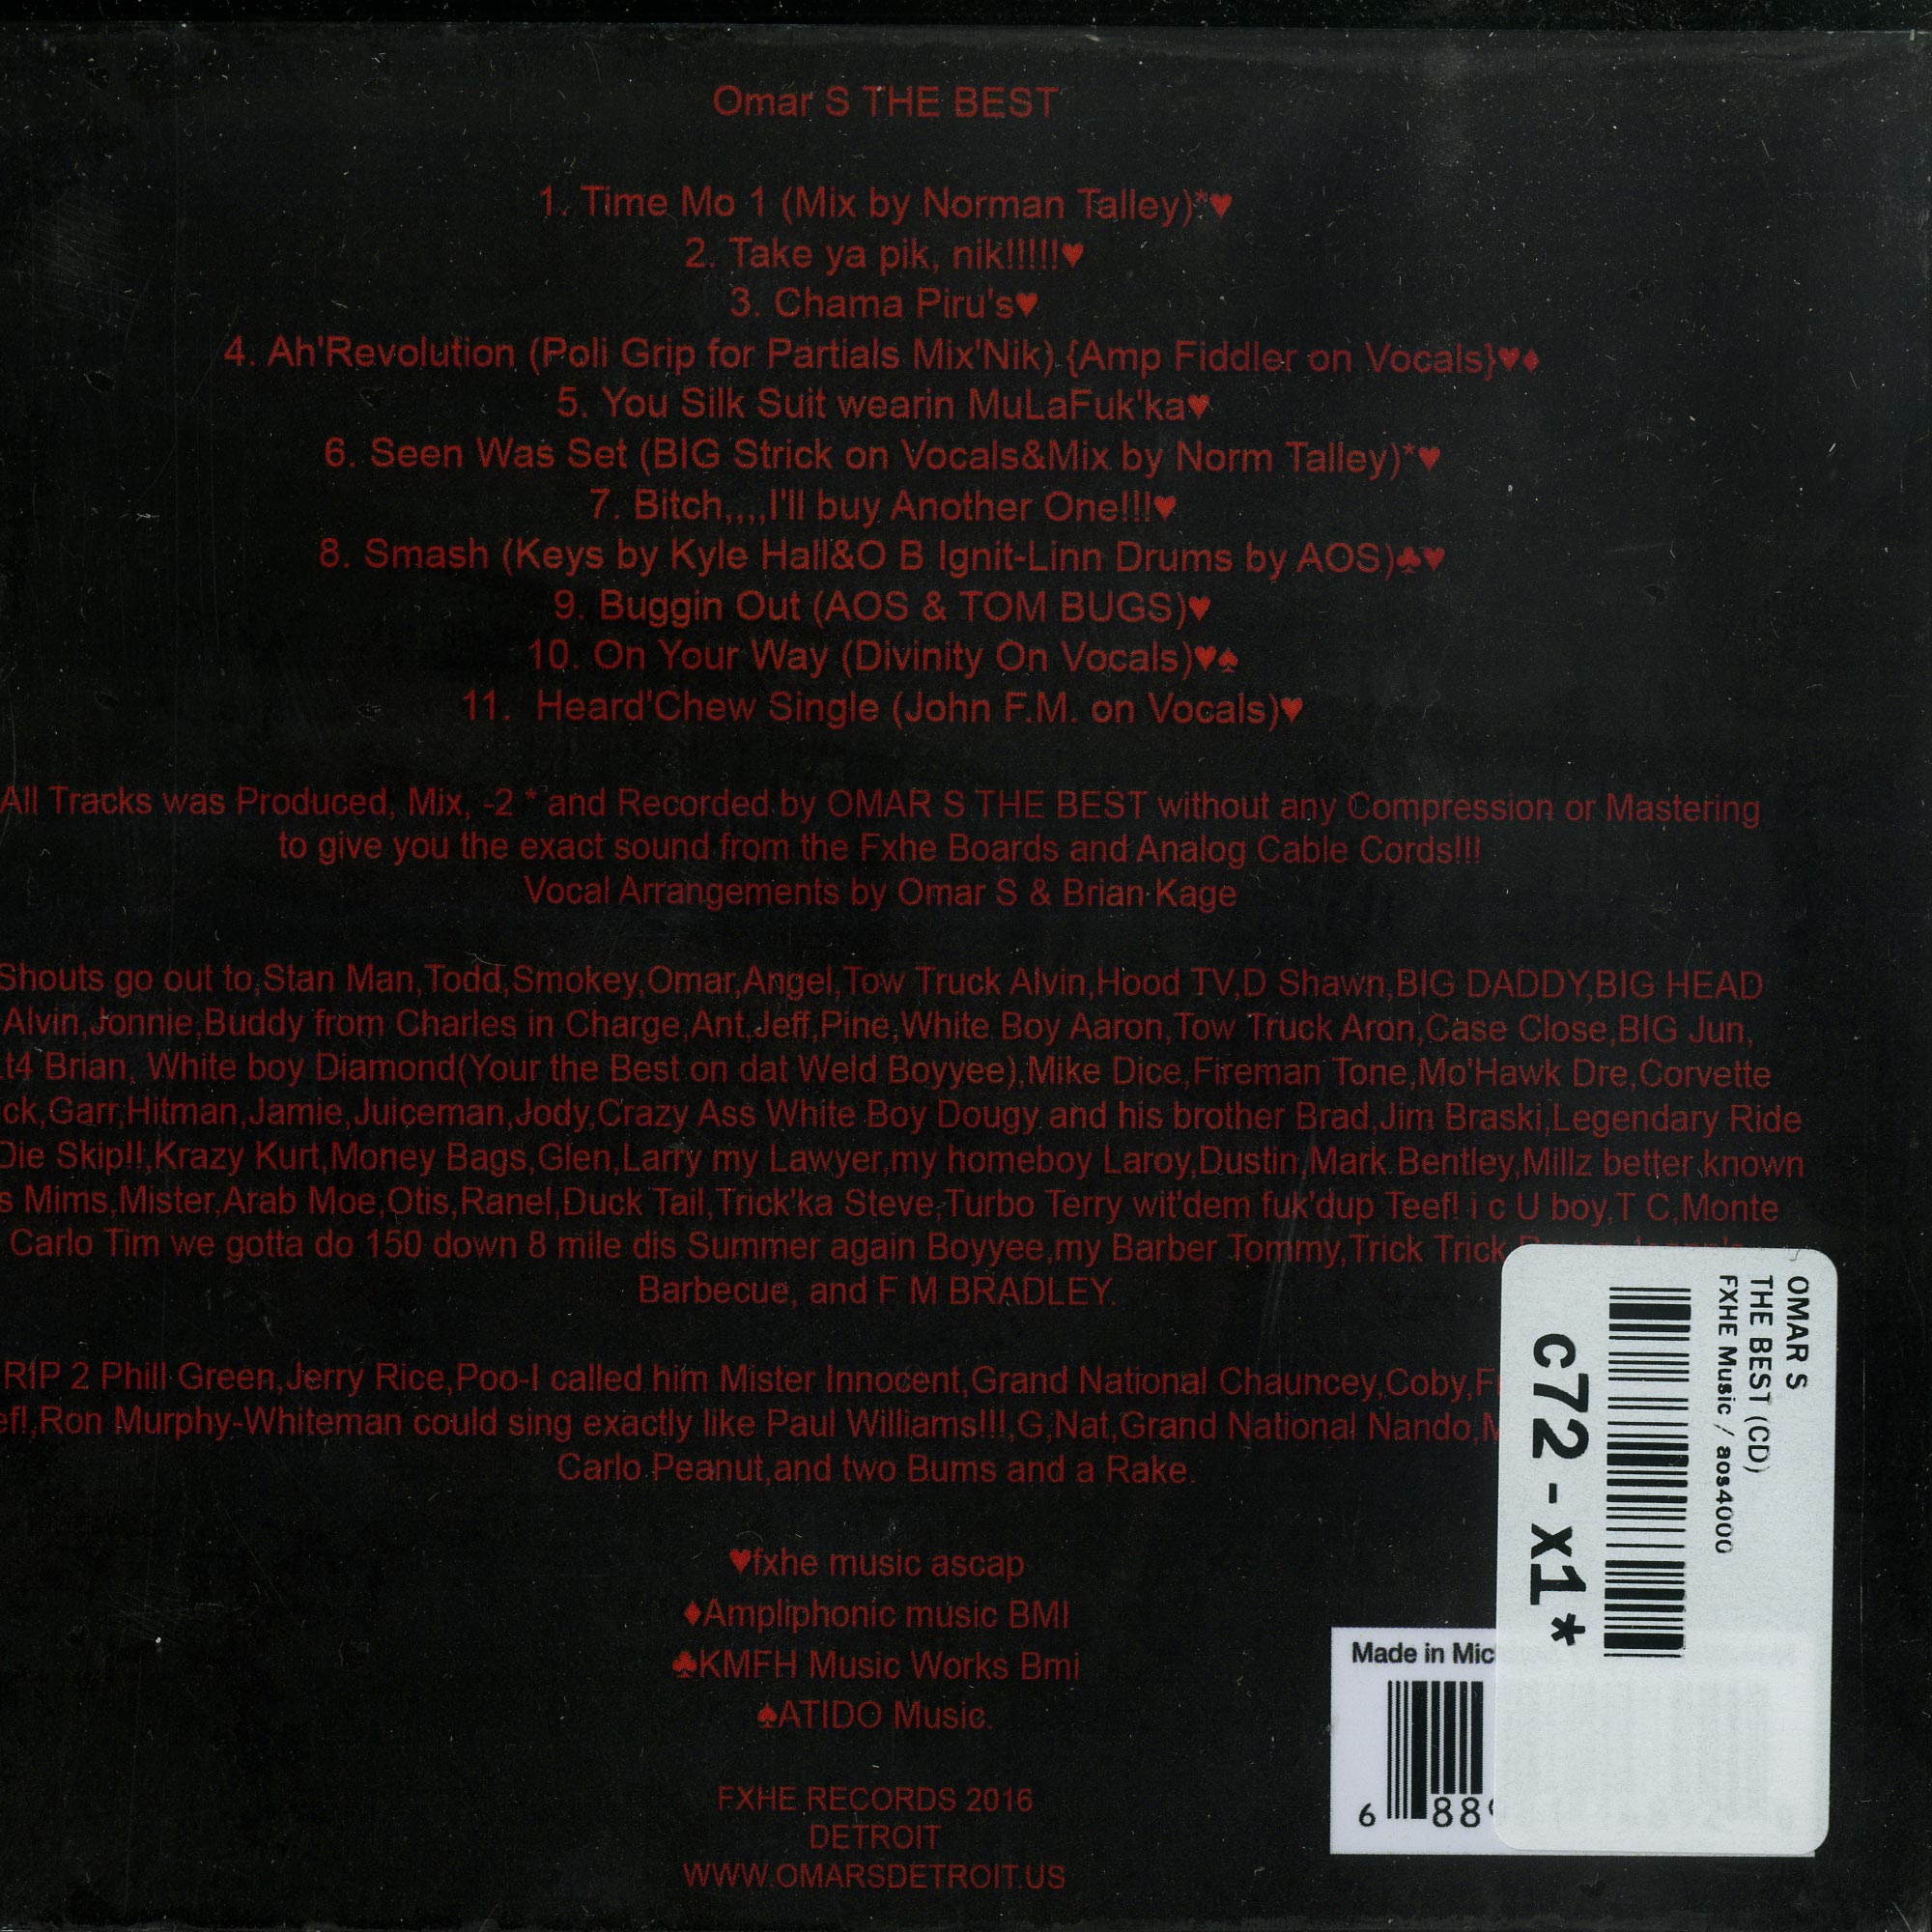 Omar S THE BEST
1. Time Mo 1 (Mix by Norman Talley)*♥
2. Take ya pik, nik!!!!!♥
3. Chama Piru's♥
4. Ah'Revolution (Poli Grip for Partials Mix'Nik) {Amp Fiddler on Vocals}♥♦
5. You Silk Suit wearin MuLaFuk'ka♥
6. Seen Was Set (BIG Strick on Vocals&Mix by Norm Talley)*♥
7. Bitch,,,,I'll buy Another One!!!♥
8. Smash (Keys by Kyle Hall&O B Ignit-Linn Drums by AOS)♣♥
9. Buggin Out (AOS & TOM BUGS)♥
10. On Your Way (Divinity On Vocals)♥♠
11. Heard'Chew Single (John F.M. on Vocals)♥
All Tracks was Produced, Mix, -2 * and Recorded by OMAR S THE BEST without any Compression or Mastering
to give you the exact sound from the Fxhe Boards and Analog Cable Cords!!!
Vocal Arrangements by Omar S & Brian Kage
Shouts go out to,Stan Man,Todd,Smokey,Omar,Angel,Tow Truck Alvin,Hood TV,D Shawn,BIG DADDY,BIG HEAD
Alvin,Jonnie,Buddy from Charles in Charge,Ant,Jeff,Pine,White Boy Aaron,Tow Truck Aron,Case Close,BIG Jun,
t4 Brian, White boy Diamond(Your the Best on dat Weld Boyyee),Mike Dice,Fireman Tone,Mo'Hawk Dre,Corvette
ck,Garr,Hitman,Jamie,Juiceman,Jody,Crazy Ass White Boy Dougy and his brother Brad,Jim Braski,Legendary Ride
Die Skip!!,Krazy Kurt,Money Bags,Glen,Larry my Lawyer,my homeboy Laroy,Dustin,Mark Bentley,Millz better known
s Mims,Mister,Arab Moe,Otis,Ranel,Duck Tail,Trick'ka Steve,Turbo Terry wit'dem fuk'dup Teef! i c U boy,T C,Monte
Carlo Tim we gotta do 150 down 8 mile dis Summer again Boyyee,my Barber Tommy,Trick Trick
Barbecue, and F M BRADLEY.
RIP 2 Phill Green,Jerry Rice,Poo-I called him Mister Innocent,Grand National Chauncey,Coby,
ef!,Ron Murphy-Whiteman could sing exactly like Paul Williams!!!,G,Nat,Grand National Nando,
Carlo Peanut,and two Bums and a Rake.
♥fxhe music ascap
♦Ampliphonic music BMI
♣KMFH Music Works Bmi
♠ATIDO Music.
FXHE RECORDS 2016
DETROIT
WWW.OMARSDETROIT.US
OMAR S
THE BEST (CD)
FXHE Music / aos4000
c72-x1*
Made in Mic
6 889